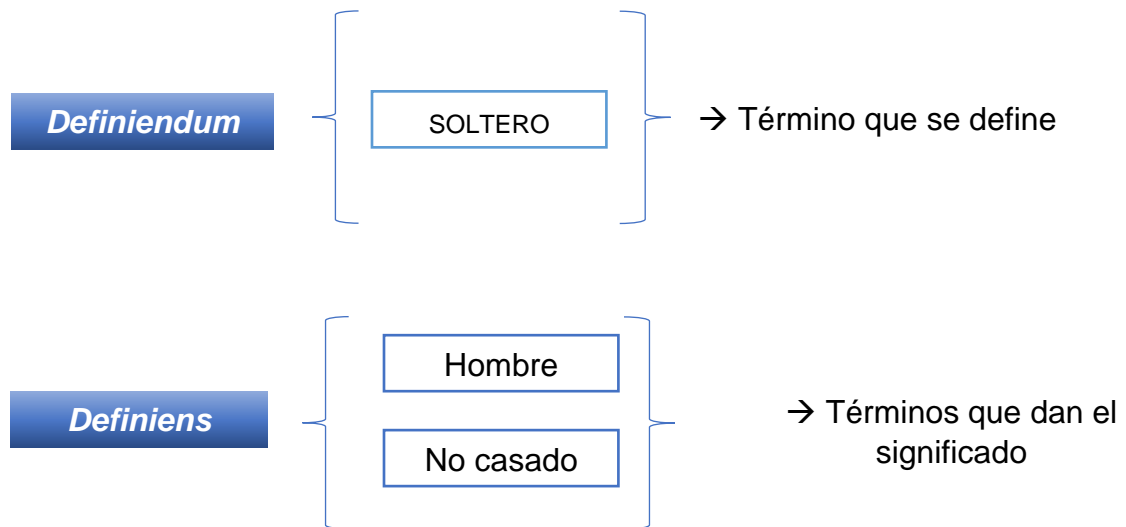 Definiendum
SOLTERO
→ Término que se define
Definiens
Hombre
No casado
→ Términos que dan el
significado